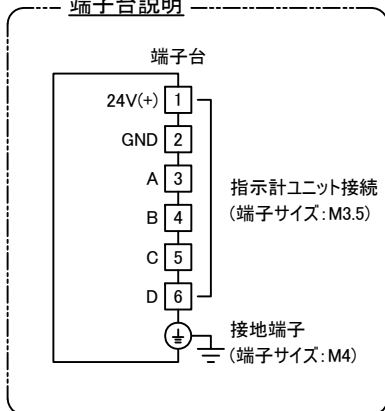 端子台説明
端子台
24V(+) 1
GND 2
A 3
B 4
C 5
D 6
指示計ユニット接続
(端子サイズ:M3.5)
接地端子
(端子サイズ:M4)